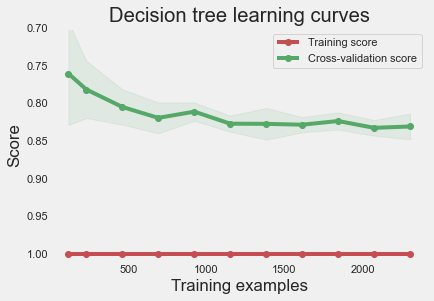 Decision tree learning curves
0.70
Training score
Cross-validation score
0.75
0.80
0.85
0.90
0.95
1.00
Score
500
1000
1500
2000
Training examples